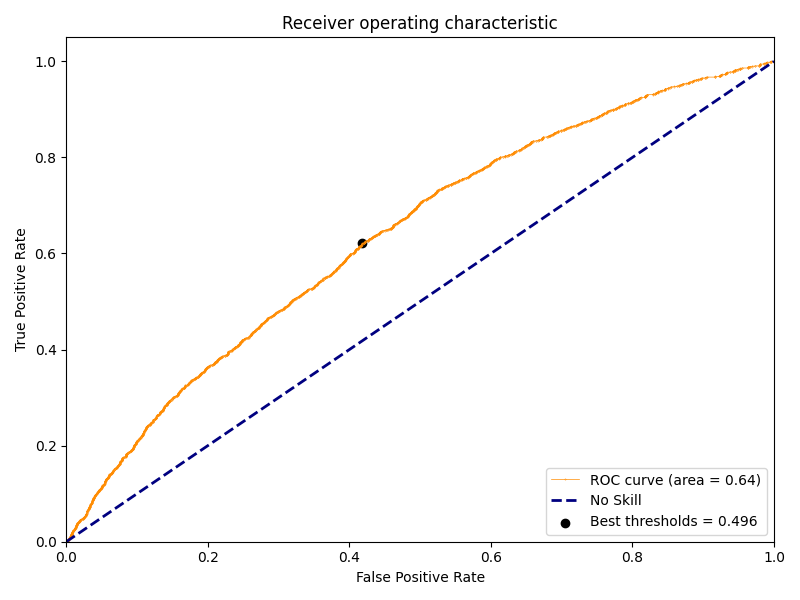 Receiver operating characteristic
True Positive Rate
1.0
0.8
0.6
0.4
0.2
0.0
0.0 0.2 0.4 0.6 0.8 1.0
False Positive Rate
ROC curve (area = 0.64)
No Skill
Best thresholds = 0.496